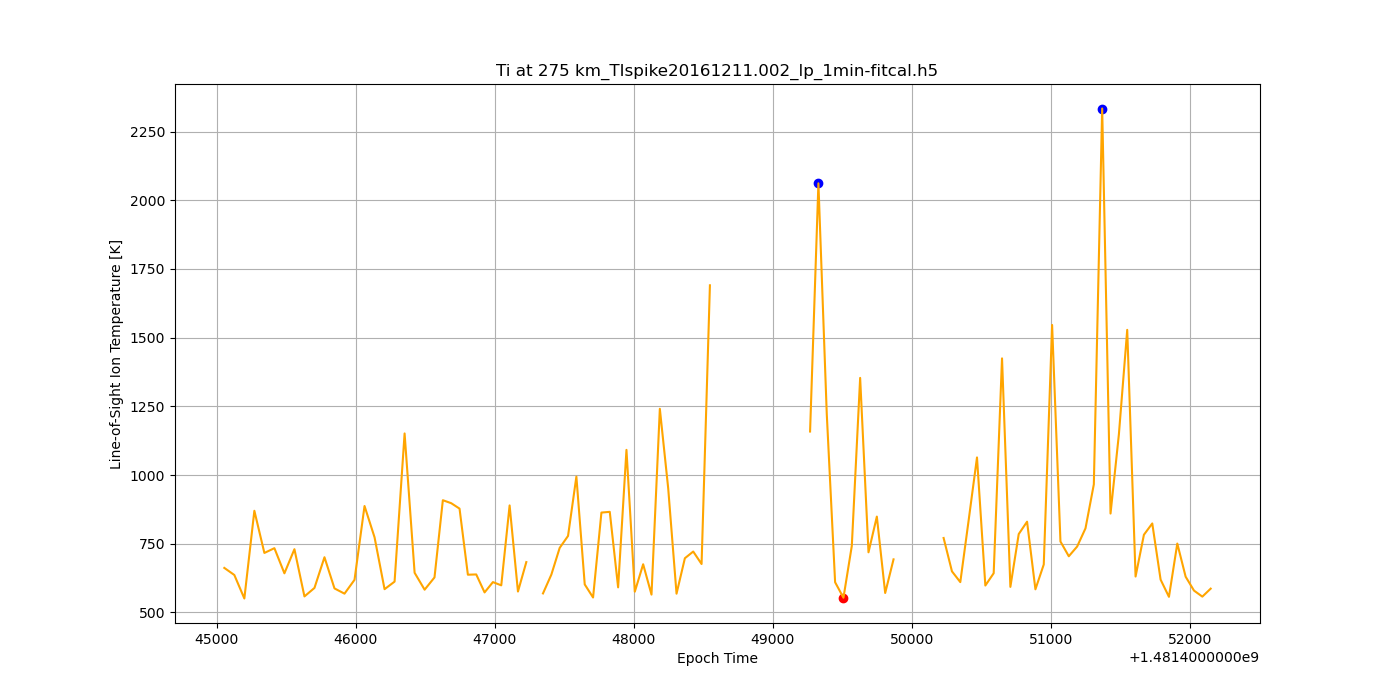 Ti at 275 km_TIspike20161211.002_lp_1min-fitcal.h5
Line-of-Sight Ion Temperature [K]
2250
2000
1750
1500
1250
1000
750
500
45000 46000 47000 48000 49000 50000 51000 52000
Epoch Time
+1.4814000000e9